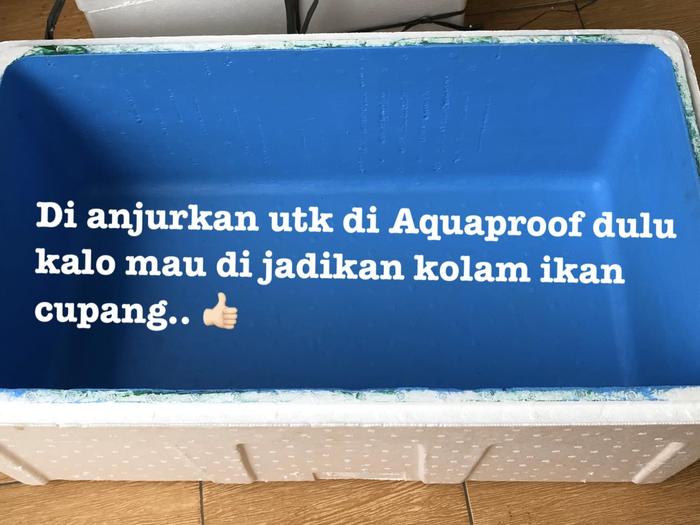 Di anjurkan utk di Aquaproof dulu
kalo mau di jadikan kolam ikan
cupang.. 👍🏻